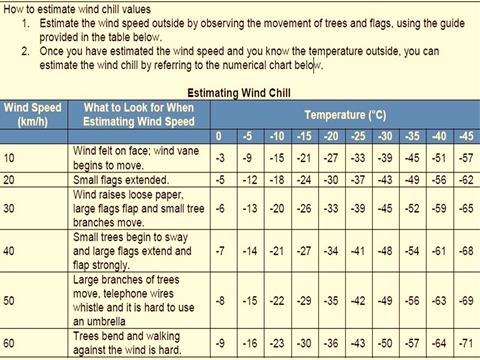 How to estimate wind chill values
1. Estimate the wind speed outside by observing the movement of trees and flags, using the guide
provided in the table below.
2. Once you have estimated the wind speed and you know the temperature outside, you can
estimate the wind chill by referring to the numerical chart below.
Estimating Wind Chill
Wind Speed (km/h) What to Look for When Estimating Wind Speed Temperature (°C)
0 -5 -10 -15 -20 -25 -30 -35 -40 -45
10 Wind felt on face; wind vane begins to move. -3 -9 -15 -21 -27 -33 -39 -45 -51 -57
20 Small flags extended. -5 -12 -18 -24 -30 -37 -43 -49 -56 -62
30 Wind raises loose paper, large flags flap and small tree branches move. -6 -13 -20 -26 -33 -39 -45 -52 -59 -65
40 Small trees begin to sway and large flags extend and flap strongly. -7 -14 -21 -27 -34 -41 -48 -54 -61 -68
50 Large branches of trees move, telephone wires whistle and it is hard to use an umbrella -8 -15 -22 -29 -35 -42 -49 -56 -63 -69
60 Trees bend and walking against the wind is hard. -9 -16 -23 -30 -36 -43 -50 -57 -64 -71